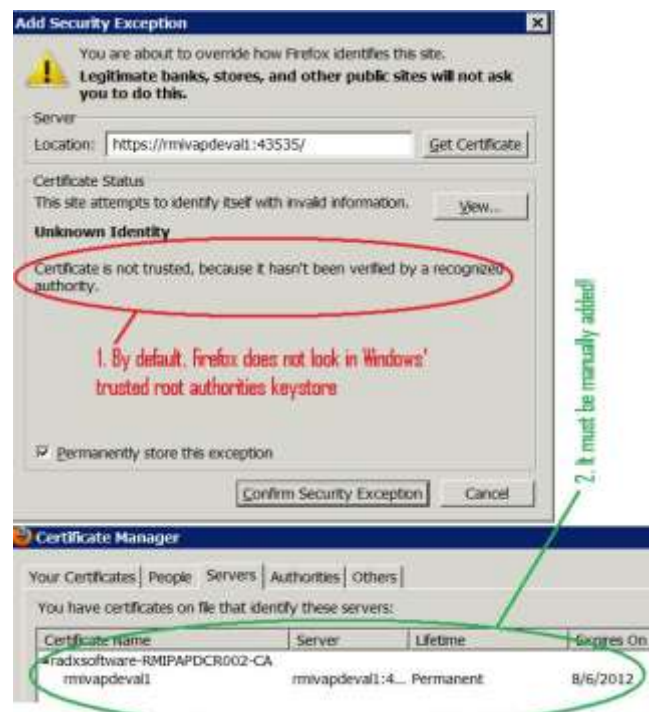 Add Security Exception
You are about to override how Firefox identifies this site.
Legitimate banks, stores, and other public sites will not ask
you to do this.
Server
Location: https://rmivapdeval1:43535/ Get Certificate
Certificate Status
This site attempts to identify itself with invalid information. View...
Unknown Identity
Certificate is not trusted, because it hasn't been verified by a recognized
authority.
1. By default, Firefox does not look in Windows'
trusted root authorities keystore
Permanently store this exception
Confirm Security Exception Cancel
2. It must be manually added!
Certificate Manager
Your Certificates People Servers Authorities Others
You have certificates on file that identify these servers:
Certificate Name Server Lifetime Expires On
radxsoftware-RMIPAPDCR002-CA
rmivapdeval1 rmivapdeval1:4... Permanent 8/6/2012